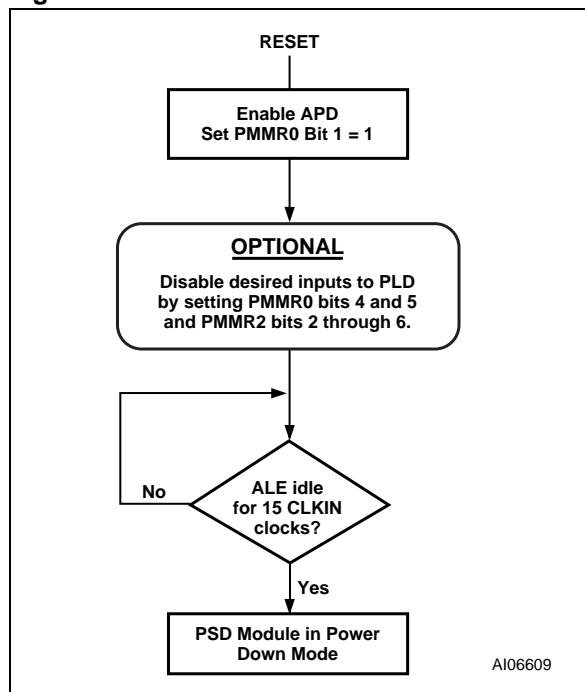 RESET
Enable APD
Set PMMR0 Bit 1 = 1
OPTIONAL
Disable desired inputs to PLD
by setting PMMR0 bits 4 and 5
and PMMR2 bits 2 through 6.
No
ALE idle
for 15 CLKIN
clocks?
Yes
PSD Module in Power
Down Mode
AI06609